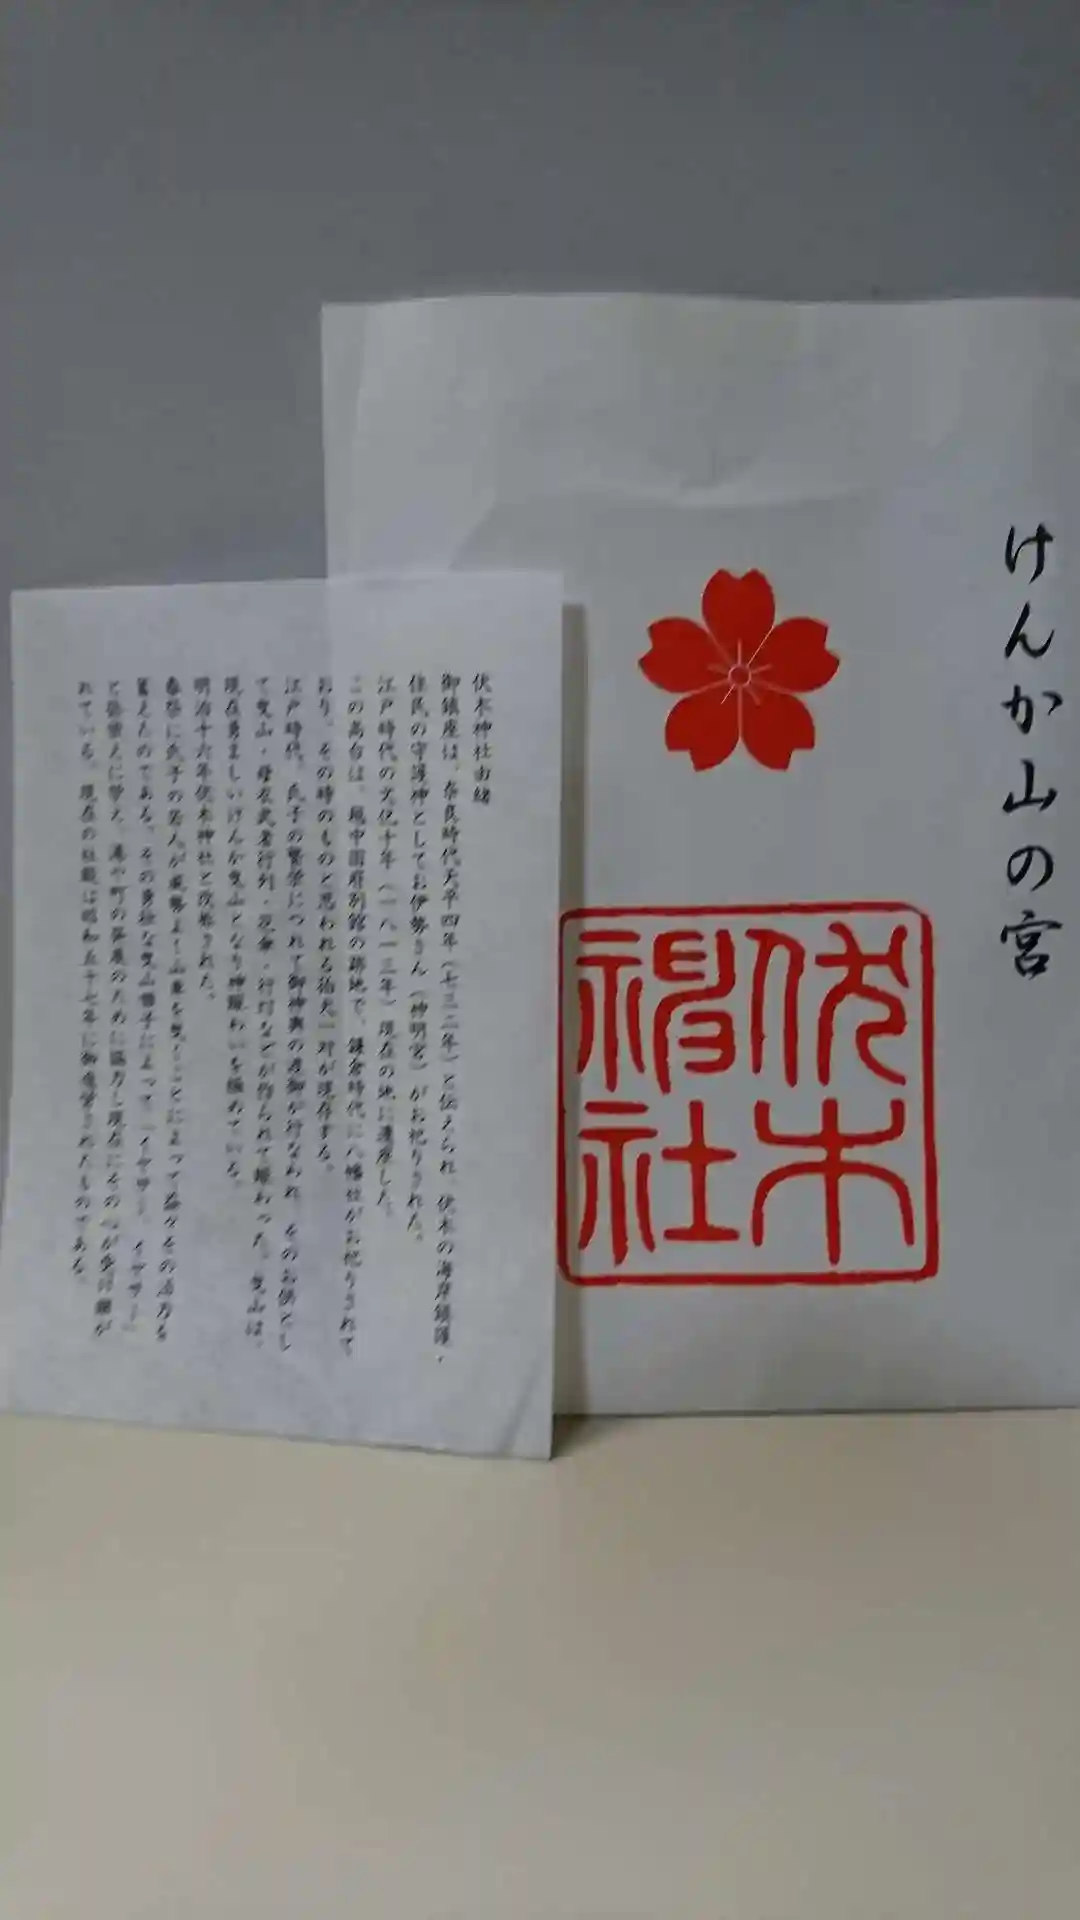 けんか山の宮
伏木
神社
伏木神社由緒
御鎮座は、奈良時代天平四年(七三二年)と伝えられ、伏木の海岸鎮護・
住民の守護神としてお伊勢さん(神明宮)がお祀りされた。
江戸時代の文化十年(一八一三年)現在の地に遷座した。
この高台は、越中国府別館の跡地で、鎌倉時代に八幡社がお祀りされて
おり、その時のものと思われる狛犬一対が現存する。
江戸時代、氏子の繁栄につれて御神輿の渡御が行なわれ、そのお供とし
て曳山・母衣武者行列・花傘・行灯などが作られて賑わった。曳山は、
現在勇ましいけんか曳山となり神賑わいを極めている。
明治十六年伏木神社と改称された。
春祭に氏子の若人が威勢よく山車を曳くことによって益々その活力を
蓄えたのである。その勇壮な曳山囃子によって「イヤサー、イヤサー」
と
港や町の発展のために協力し現在にその心が受け継が
れている。現在の社殿は昭和五十七年に御造営されたものである。